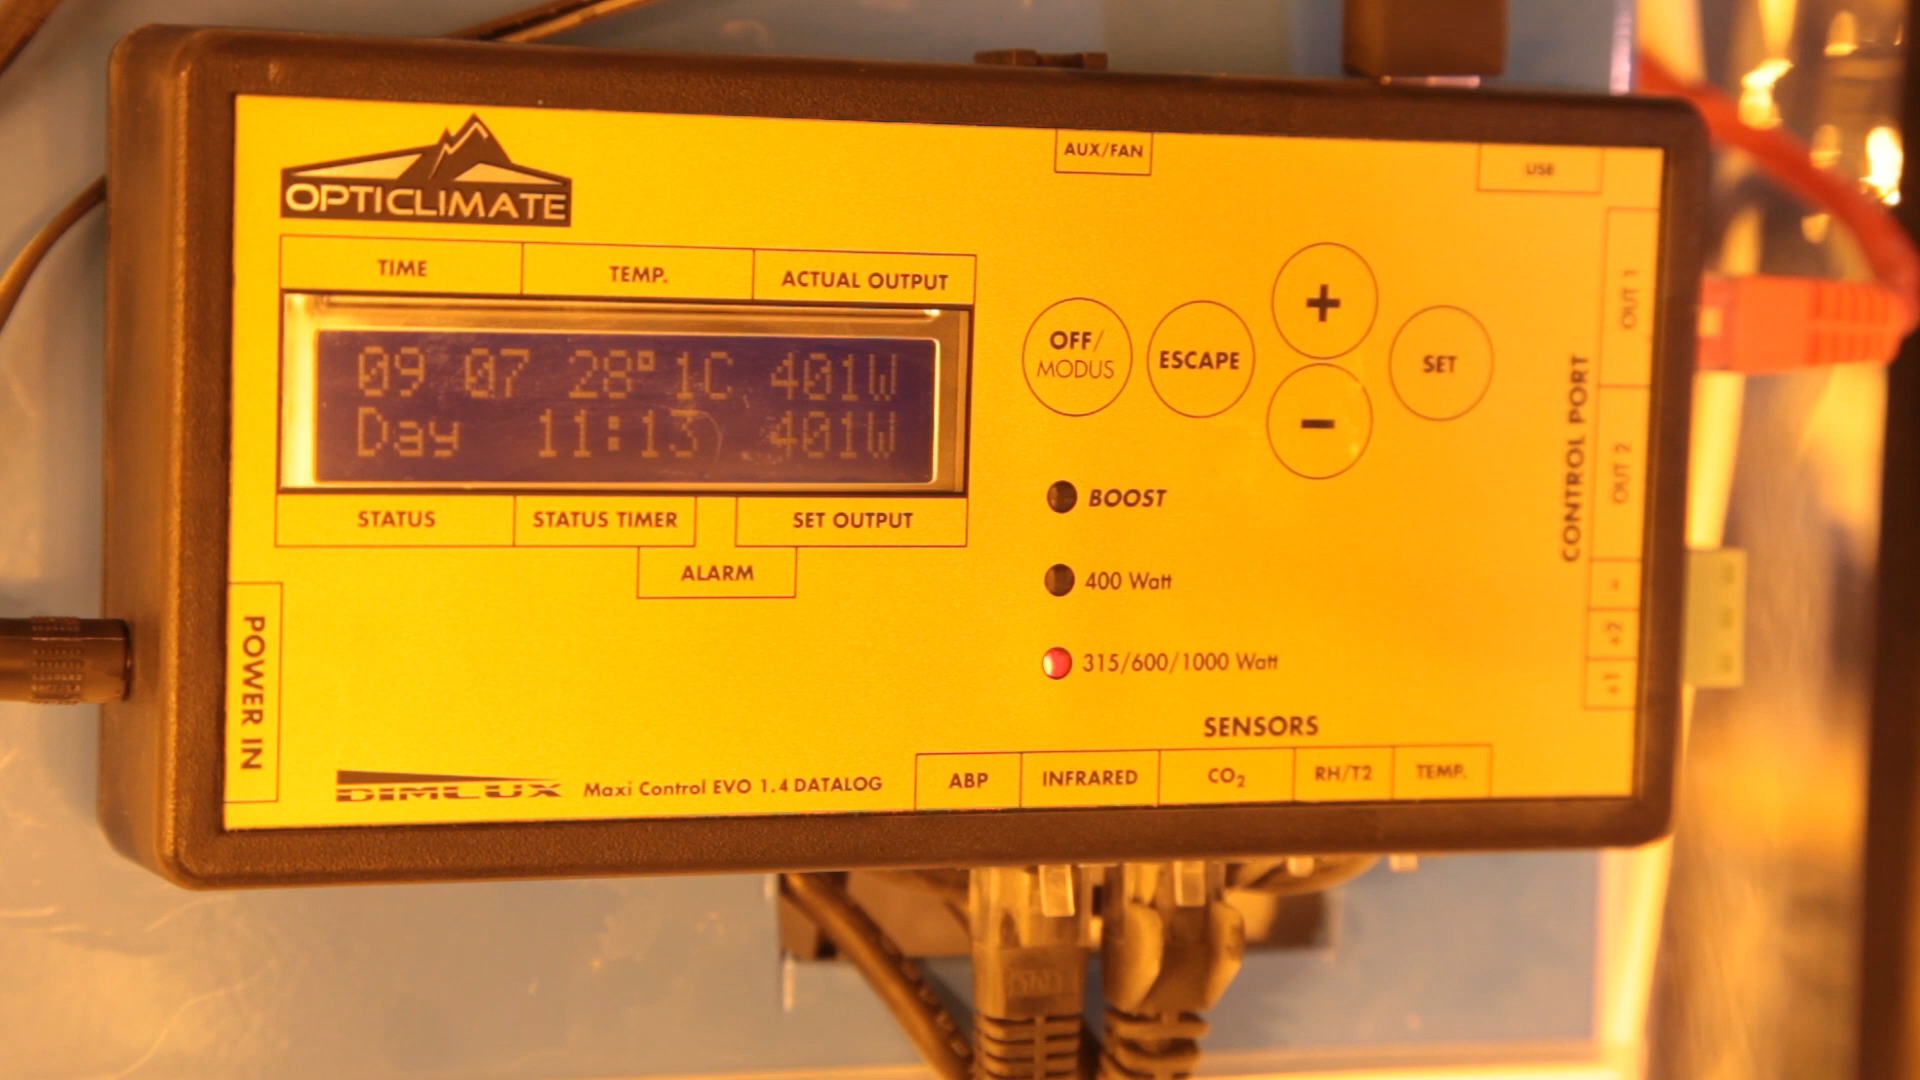 OPTICLIMATE
AUX/FAN
USB
TIME TEMP. ACTUAL OUTPUT
09 07 28°1C 401W
Day 11:13 401W
STATUS STATUS TIMER SET OUTPUT
ALARM
OFF/
MODUS
ESCAPE
+
-
SET
BOOST
400 Watt
315/600/1000 Watt
CONTROL PORT
OUT 1
OUT 2
-
+2
+1
POWER IN
SENSORS
ABP INFRARED CO₂ RH/T2 TEMP.
DIMLUX Maxi Control EVO 1.4 DATALOG